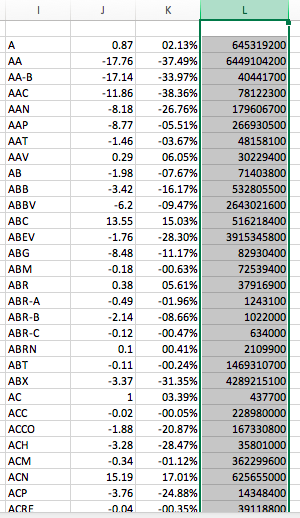 I J K L
A 0.87 02.13% 645319200
AA -17.76 -37.49% 6449104200
AA-B -17.14 -33.97% 40441700
AAC -11.86 -38.36% 78122300
AAN -8.18 -26.76% 179606700
AAP -8.77 -05.51% 266930500
AAT -1.46 -03.67% 48158100
AAV 0.29 06.05% 30229400
AB -1.98 -07.67% 71403800
ABB -3.42 -16.17% 532805500
ABBV -6.2 -09.47% 2643021600
ABC 13.55 15.03% 516218400
ABEV -1.76 -28.30% 3915345800
ABG -8.48 -11.17% 82930400
ABM -0.18 -00.63% 72539400
ABR 0.38 05.61% 37916900
ABR-A -0.49 -01.96% 1243100
ABR-B -2.14 -08.66% 1022000
ABR-C -0.12 -00.47% 634000
ABRN 0.1 00.41% 2109900
ABT -0.11 -00.24% 1469310700
ABX -3.37 -31.35% 4289215100
AC 1 03.39% 437700
ACC -0.02 -00.05% 228980000
ACCO -1.88 -20.87% 167330800
ACH -3.28 -28.47% 35801000
ACM -0.34 -01.12% 362299600
ACN 15.19 17.01% 625655000
ACP -3.76 -24.88% 14348400
ACRE -0.04 -00.35% 39118800